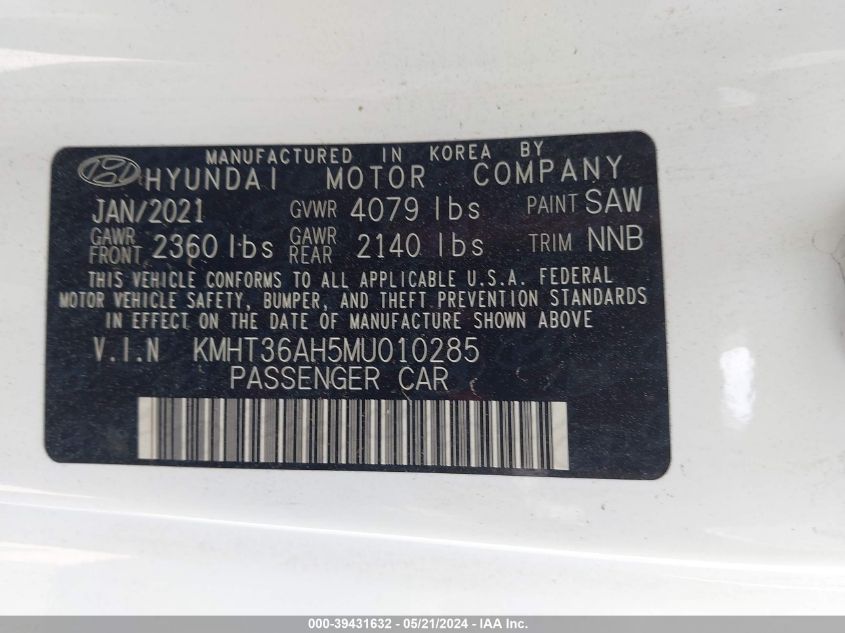 MANUFACTURED IN KOREA BY
HYUNDAI MOTOR COMPANY
JAN/2021 GVWR 4079 lbs PAINT SAW
GAWR FRONT 2360 lbs GAWR REAR 2140 lbs TRIM NNB
THIS VEHICLE CONFORMS TO ALL APPLICABLE U.S.A. FEDERAL
MOTOR VEHICLE SAFETY, BUMPER, AND THEFT PREVENTION STANDARDS
IN EFFECT ON THE DATE OF MANUFACTURE SHOWN ABOVE
V.I.N KMHT36AH5MU010285
PASSENGER CAR
000-39431632 / 05/21/2024 - IAA Inc.